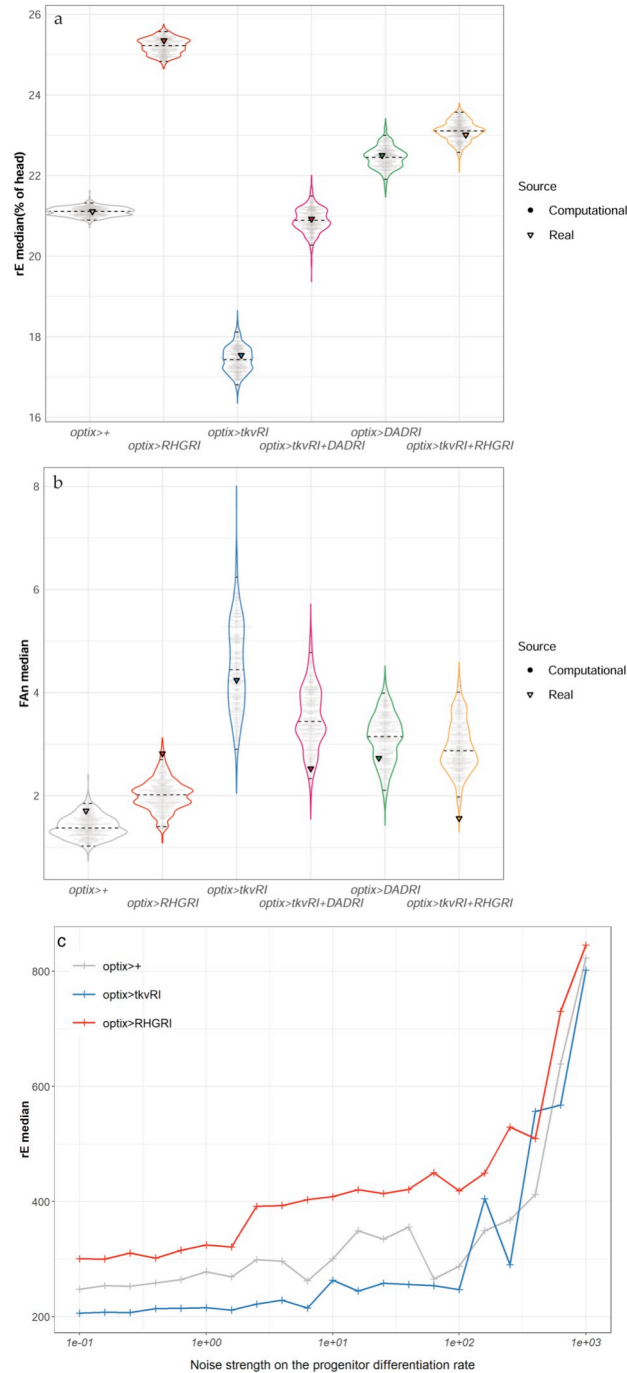 a
26
24
22
20
18
16
rE median(% of head)
optix>+
optix>tkvRI
optix>DADRI
optix>RHGRI
optix>tkvRI+DADRI
optix>tkvRI+RHGRI
Source
Computational
Real
b
8
6
4
2
FAn median
optix>+
optix>tkvRI
optix>DADRI
optix>RHGRI
optix>tkvRI+DADRI
optix>tkvRI+RHGRI
Source
Computational
Real
c
optix>+
optix>tkvRI
optix>RHGRI
800
600
400
200
rE median
1e-01
1e+00
1e+01
1e+02
1e+03
Noise strength on the progenitor differentiation rate